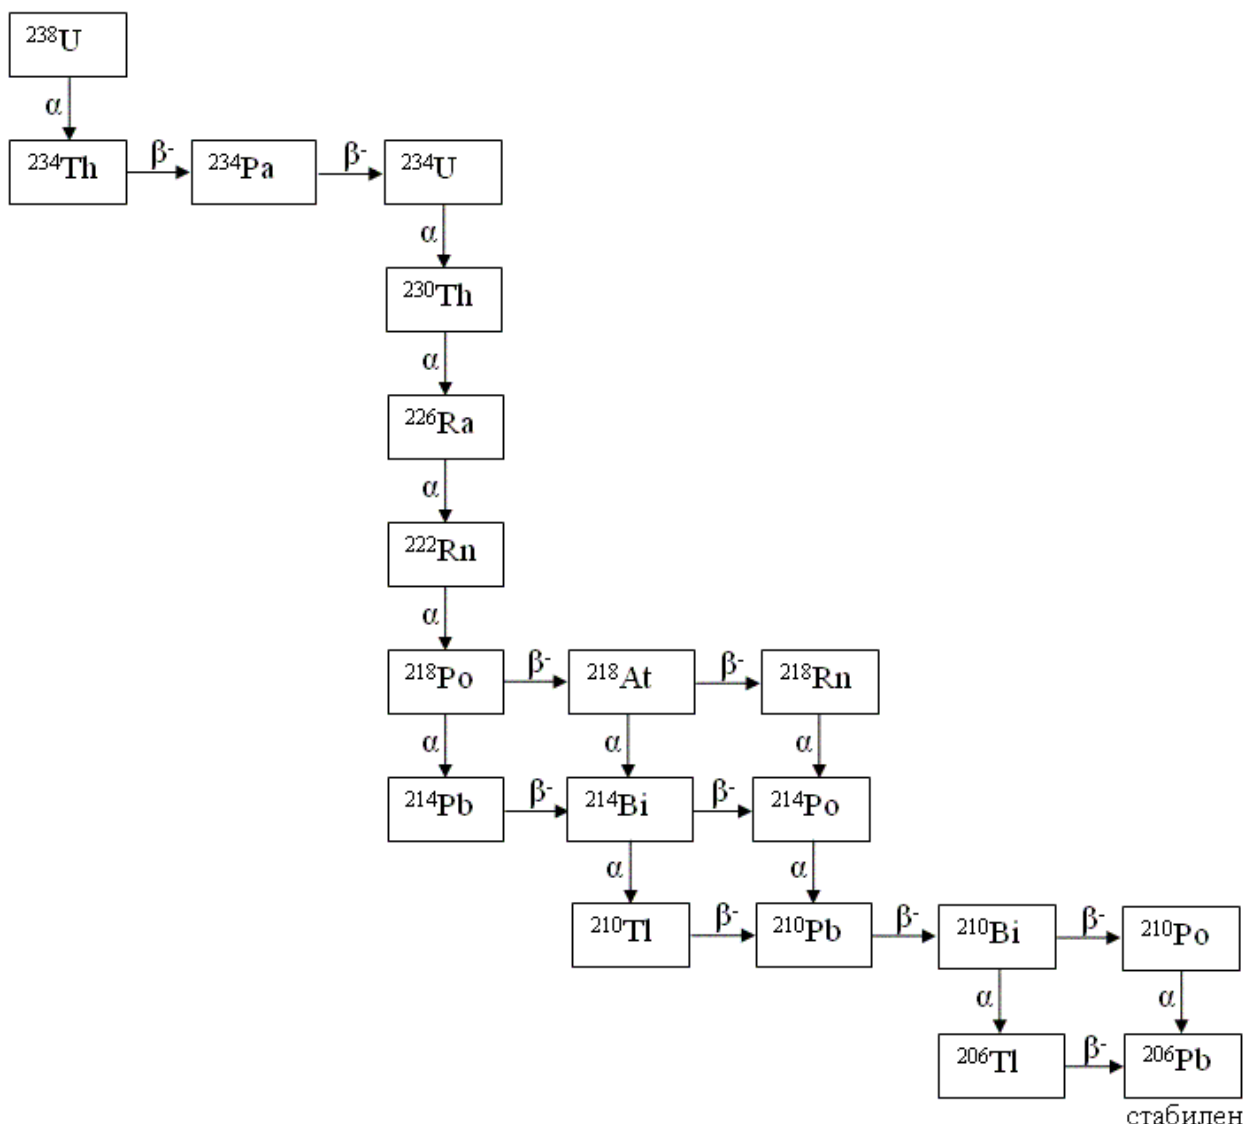 ²³⁸U
α
²³⁴Th β⁻ ²³⁴Pa β⁻ ²³⁴U
α
²³⁰Th
α
²²⁶Ra
α
²²²Rn
α
²¹⁸Po β⁻ ²¹⁸At β⁻ ²¹⁸Rn
α α α
²¹⁴Pb β⁻ ²¹⁴Bi β⁻ ²¹⁴Po
α α
²¹⁰Tl β⁻ ²¹⁰Pb β⁻ ²¹⁰Bi β⁻ ²¹⁰Po
α α
²⁰⁶Tl β⁻ ²⁰⁶Pb
стабилен